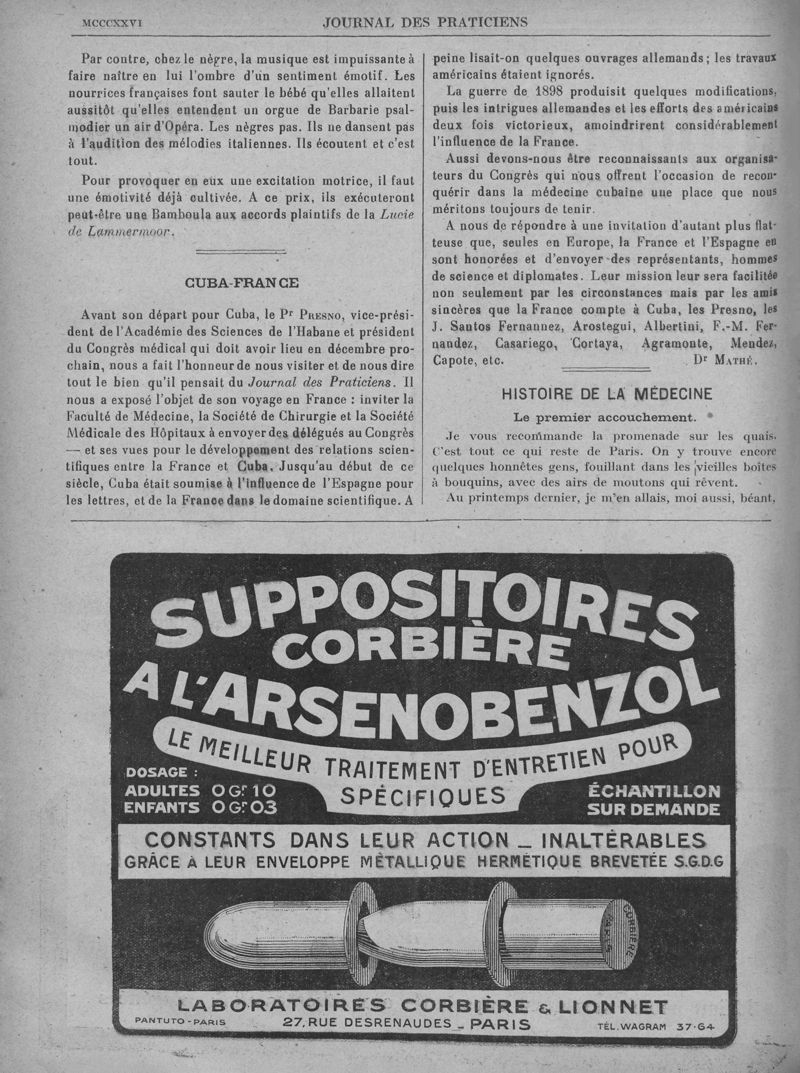 MCCCXXVI
JOURNAL DES PRATICIENS
Par contre, chez le nègre, la musique est impuissante à
faire naître en lui l'ombre d'un sentiment émotif. Les
nourrices françaises font sauter le bébé qu'elles allaitent
aussitôt qu'elles entendent un orgue de Barbarie psal-
modier un air d'Opéra. Les nègres pas. Ils ne dansent pas
à l'audition des mélodies italiennes. Ils écoutent et c'est
tout.
Pour provoquer en eux une excitation motrice, il faut
une émotivité déjà cultivée. A ce prix, ils exécuteront
peut-être une Bamboula aux accords plaintifs de la Lucie
de Lammermoor.
CUBA-FRANCE
Avant son départ pour Cuba, le Pr PRESNO, vice-prési-
dent de l'Académie des Sciences de l'Habane et président
du Congrès médical qui doit avoir lieu en décembre pro-
chain, nous a fait l'honneur de nous visiter et de nous dire
tout le bien qu'il pensait du Journal des Praticiens. Il
nous a exposé l'objet de son voyage en France : inviter la
Faculté de Médecine, la Société de Chirurgie et la Société
Médicale des Hôpitaux à envoyer des délégués au Congrès
— et ses vues pour le développement des relations scien-
tifiques entre la France et Cuba. Jusqu'au début de ce
siècle, Cuba était soumise à l'influence de l'Espagne pour
les lettres, et de la France dans le domaine scientifique. A
peine lisait-on quelques ouvrages allemands ; les travaux
américains étaient ignorés.
La guerre de 1898 produisit quelques modifications,
puis les intrigues allemandes et les efforts des américains
deux fois victorieux, amoindrirent considérablement
l'influence de la France.
Aussi devons-nous être reconnaissants aux organisa-
teurs du Congrès qui nous offrent l'occasion de recon-
quérir dans la médecine cubaine une place que nous
méritons toujours de tenir.
A nous de répondre à une invitation d'autant plus flat-
teuse que, seules en Europe, la France et l'Espagne en
sont honorées et d'envoyer des représentants, hommes
de science et diplomates. Leur mission leur sera facilitée
non seulement par les circonstances mais par les amis
sincères que la France compte à Cuba, les Presno, les
J. Santos Fernannez, Arostegui, Albertini, F.-M. Fer-
nandez, Casariego, Cortaya, Agramonte, Mendez,
Capote, etc. Dr MATHÉ.
HISTOIRE DE LA MÉDECINE
Le premier accouchement.
Je vous recommande la promenade sur les quais.
C'est tout ce qui reste de Paris. On y trouve encore
quelques honnêtes gens, fouillant dans les vieilles boîtes
à bouquins, avec des airs de moutons qui rêvent.
Au printemps dernier, je m'en allais, moi aussi, béant,
SUPPOSITOIRES
CORBIÈRE
A L'ARSENOBENZOL
LE MEILLEUR TRAITEMENT D'ENTRETIEN POUR
SPÉCIFIQUES
DOSAGE :
ADULTES 0 Gr 10
ENFANTS 0 Gr 03
ÉCHANTILLON
SUR DEMANDE
CONSTANTS DANS LEUR ACTION _ INALTÉRABLES
GRÂCE A LEUR ENVELOPPE MÉTALLIQUE HERMÉTIQUE BREVETÉE S.G.D.G
CORBIERE
PARIS
LABORATOIRES CORBIÈRE & LIONNET
PANTUTO-PARIS
27, RUE DESRENAUDES _ PARIS
TÉL. WAGRAM 37-64